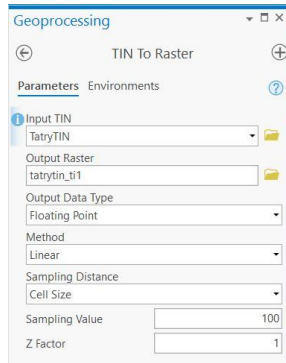 Geoprocessing
TIN To Raster
Parameters Environments
Input TIN
TatryTIN
Output Raster
tatrytin_ti1
Output Data Type
Floating Point
Method
Linear
Sampling Distance
Cell Size
Sampling Value 100
Z Factor 1